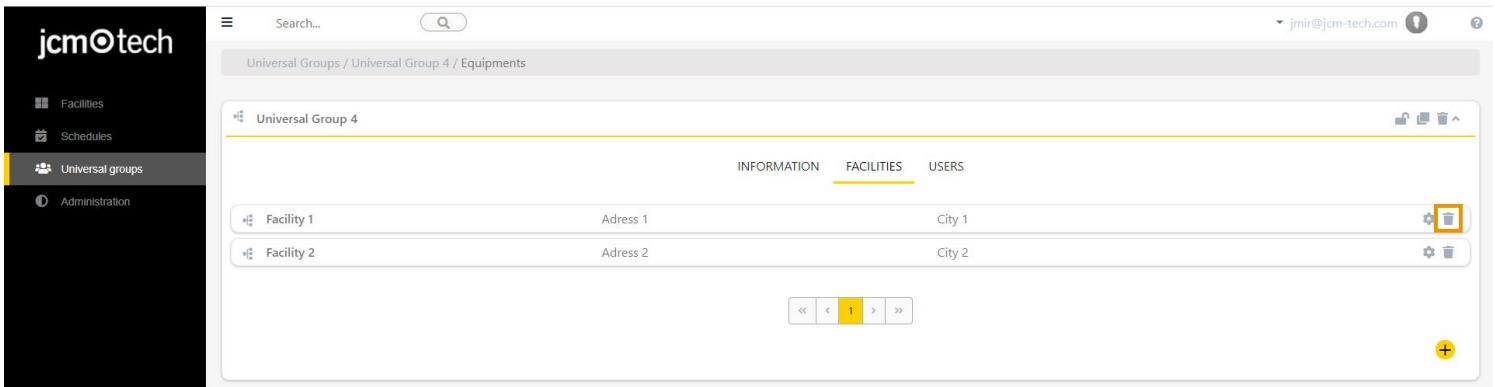 jcm tech
Search...
jmir@jcm-tech.com
?
Universal Groups / Universal Group 4 / Equipments
Facilities
Schedules
Universal groups
Administration
Universal Group 4
INFORMATION FACILITIES USERS
Facility 1 Adress 1 City 1
Facility 2 Adress 2 City 2
« < 1 > »
+